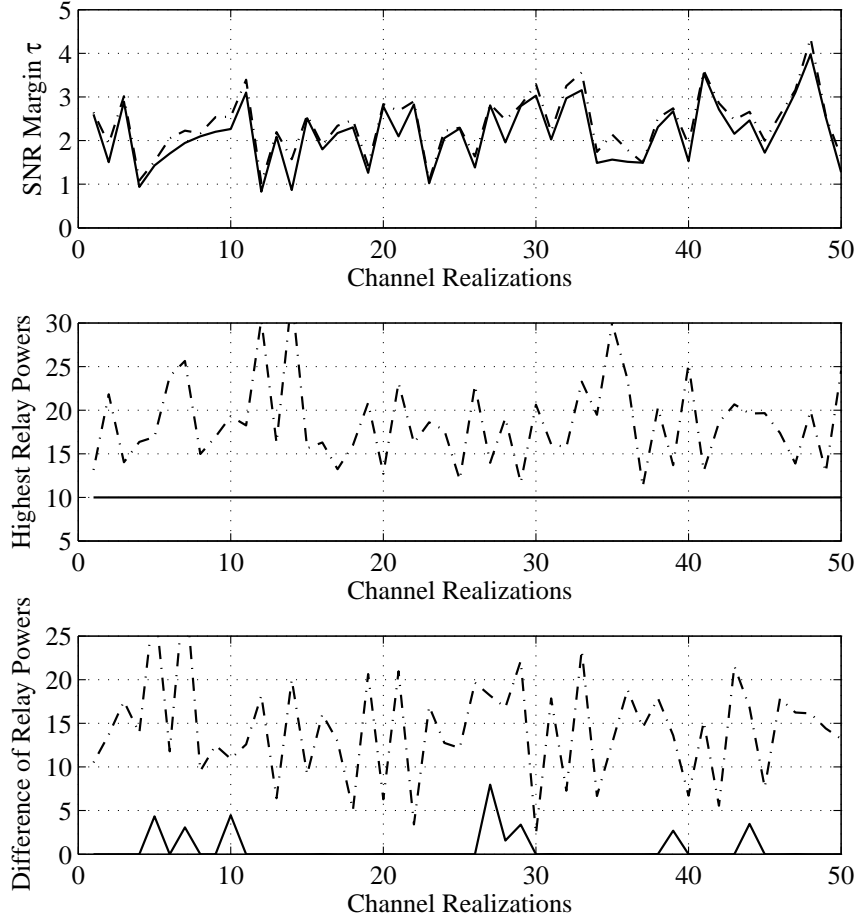 SNR Margin τ
5
4
3
2
1
0
0 10 20 30 40 50
Channel Realizations
Highest Relay Powers
30
25
20
15
10
5
0 10 20 30 40 50
Channel Realizations
Difference of Relay Powers
25
20
15
10
5
0
0 10 20 30 40 50
Channel Realizations